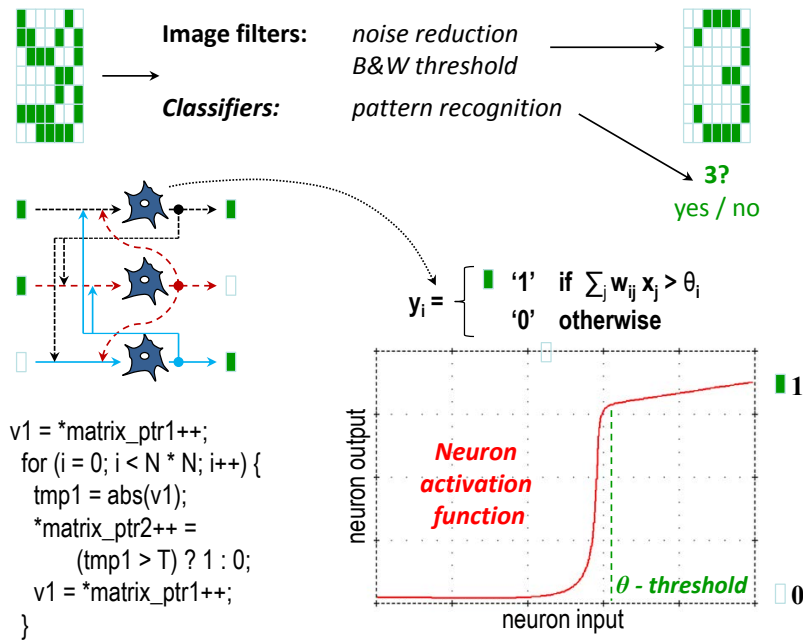 Image filters: noise reduction
B&W threshold
Classifiers: pattern recognition
3?
yes / no
yᵢ = '1' if ∑ⱼ wᵢⱼ xⱼ > θᵢ
'0' otherwise
1
v1 = *matrix_ptr1++;
for (i = 0; i < N * N; i++) {
tmp1 = abs(v1);
*matrix_ptr2++ =
(tmp1 > T) ? 1 : 0;
v1 = *matrix_ptr1++;
}
neuron output
Neuron
activation
function
θ - threshold
0
neuron input